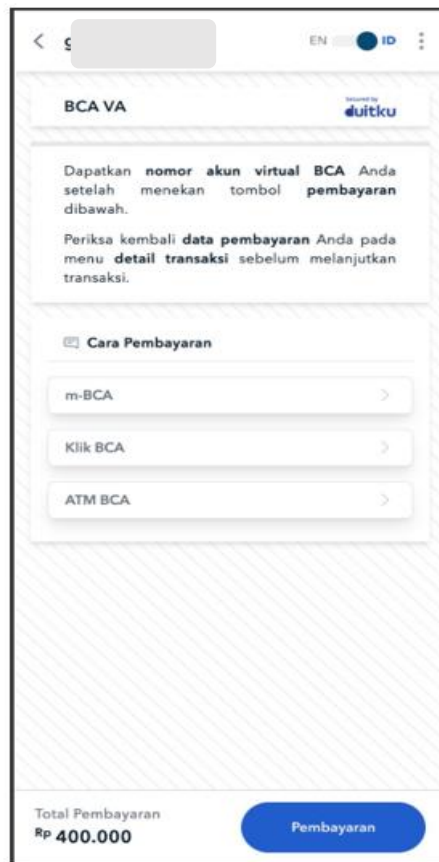 EN ID
BCA VA
secured by
duitku
Dapatkan nomor akun virtual BCA Anda
setelah menekan tombol pembayaran
dibawah.
Periksa kembali data pembayaran Anda pada
menu detail transaksi sebelum melanjutkan
transaksi.
Cara Pembayaran
m-BCA
Klik BCA
ATM BCA
Total Pembayaran
Rp 400.000
Pembayaran